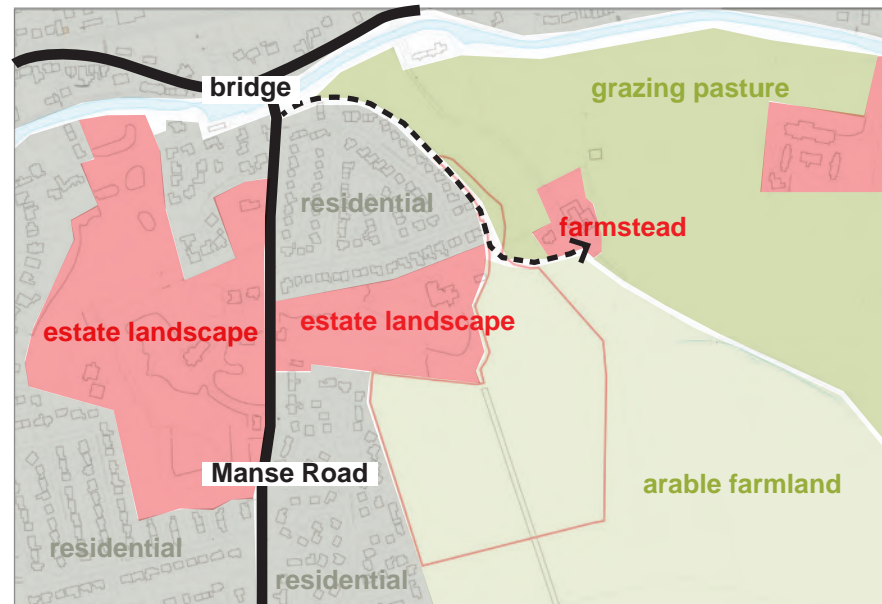 bridge
grazing pasture
residential
farmstead
estate landscape
estate landscape
Manse Road
arable farmland
residential
residential